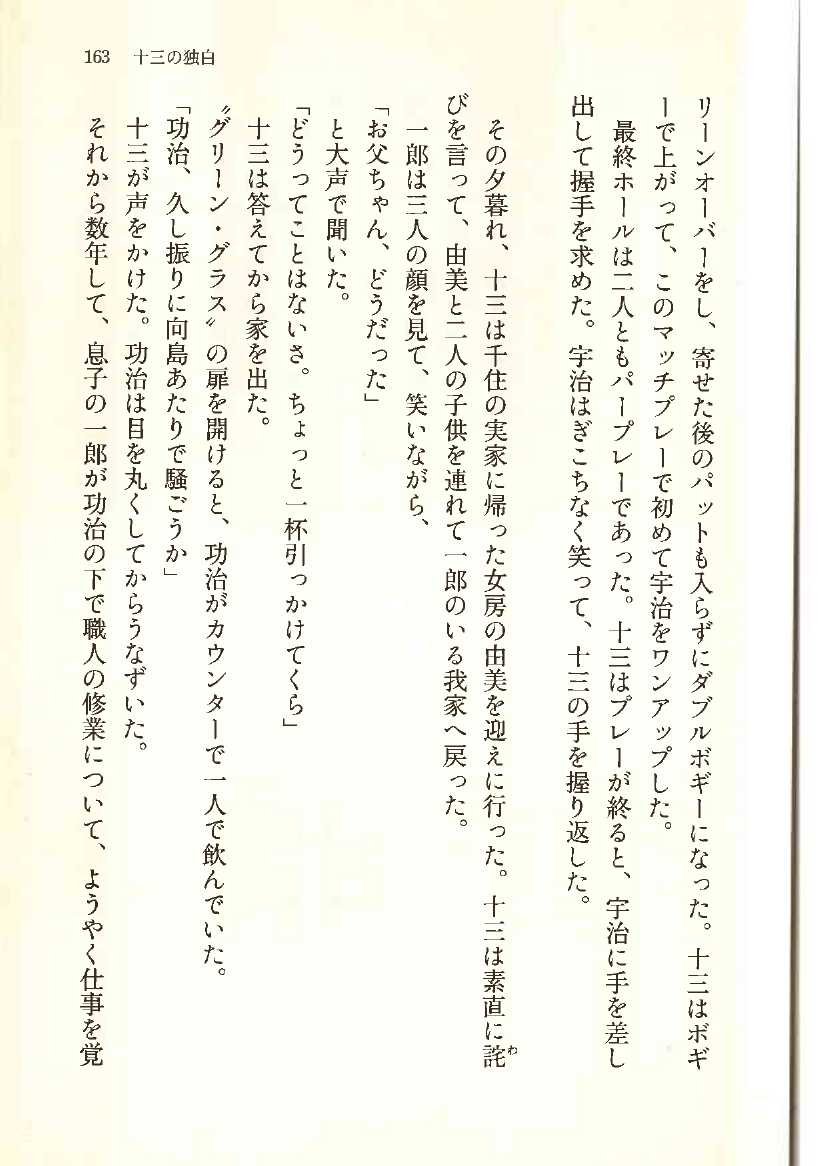 163 十三の独白
リーンオーバーをし、寄せた後のパットも入らずにダブルボギーになった。十三はボギ
ーで上がって、このマッチプレーで初めて宇治をワンアップした。
最終ホールは二人ともパープレーであった。十三はプレーが終ると、宇治に手を差し
出して握手を求めた。宇治はぎこちなく笑って、十三の手を握り返した。
その夕暮れ、十三は千住の実家に帰った女房の由美を迎えに行った。十三は素直に詫わ
びを言って、由美と二人の子供を連れて一郎のいる我家へ戻った。
一郎は三人の顔を見て、笑いながら、
「お父ちゃん、どうだった」
と大声で聞いた。
「どうってことはないさ。ちょっと一杯引っかけてくら」
十三は答えてから家を出た。
〝グリーン・グラス〟の扉を開けると、功治がカウンターで一人で飲んでいた。
「功治、久し振りに向島あたりで騒ごうか」
十三が声をかけた。功治は目を丸くしてからうなずいた。
それから数年して、息子の一郎が功治の下で職人の修業について、ようやく仕事を覚